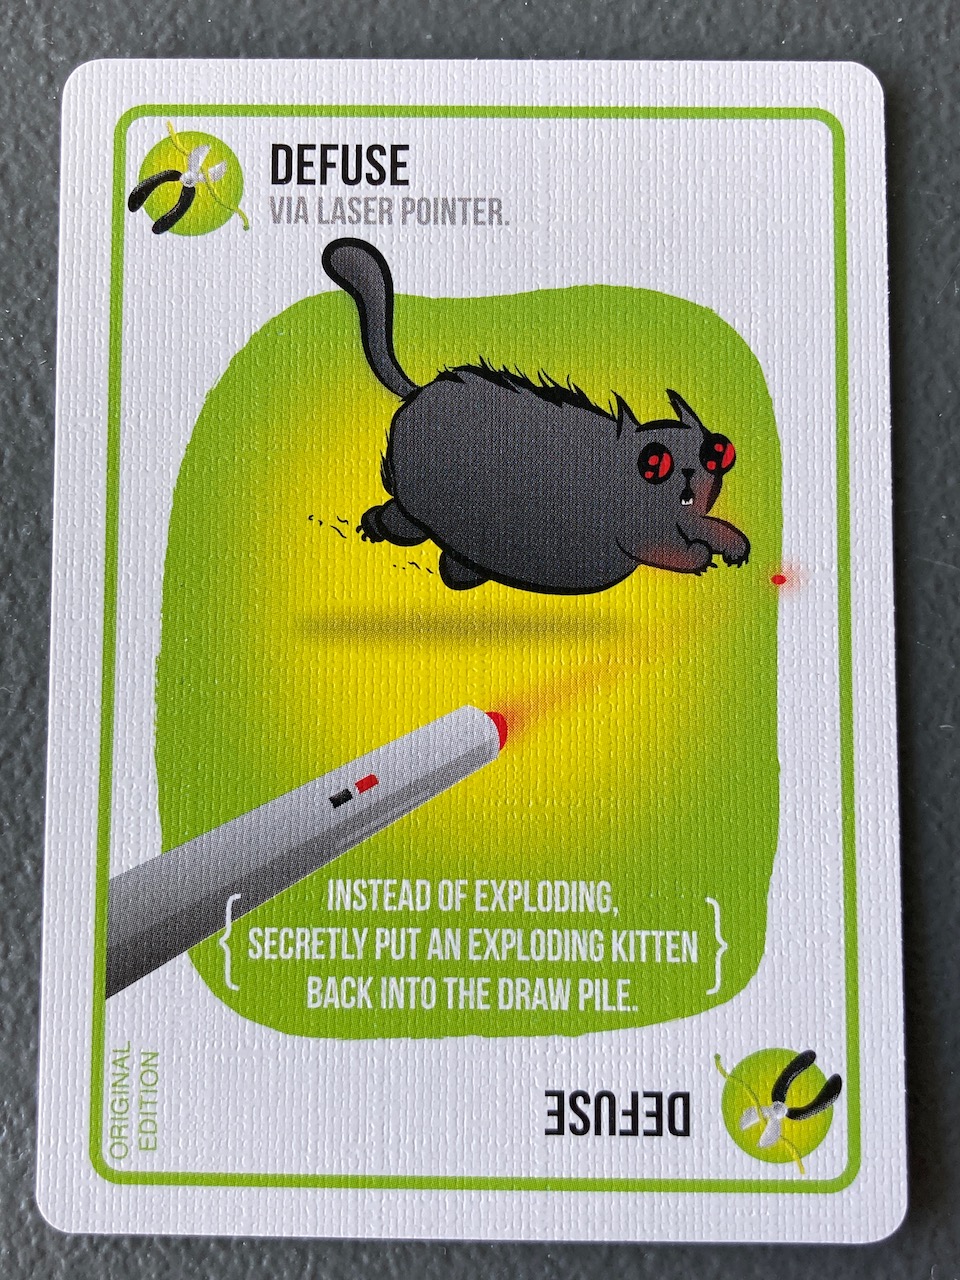 DEFUSE
VIA LASER POINTER.
INSTEAD OF EXPLODING,
SECRETLY PUT AN EXPLODING KITTEN
BACK INTO THE DRAW PILE.
ORIGINAL
EDITION
DEFUSE